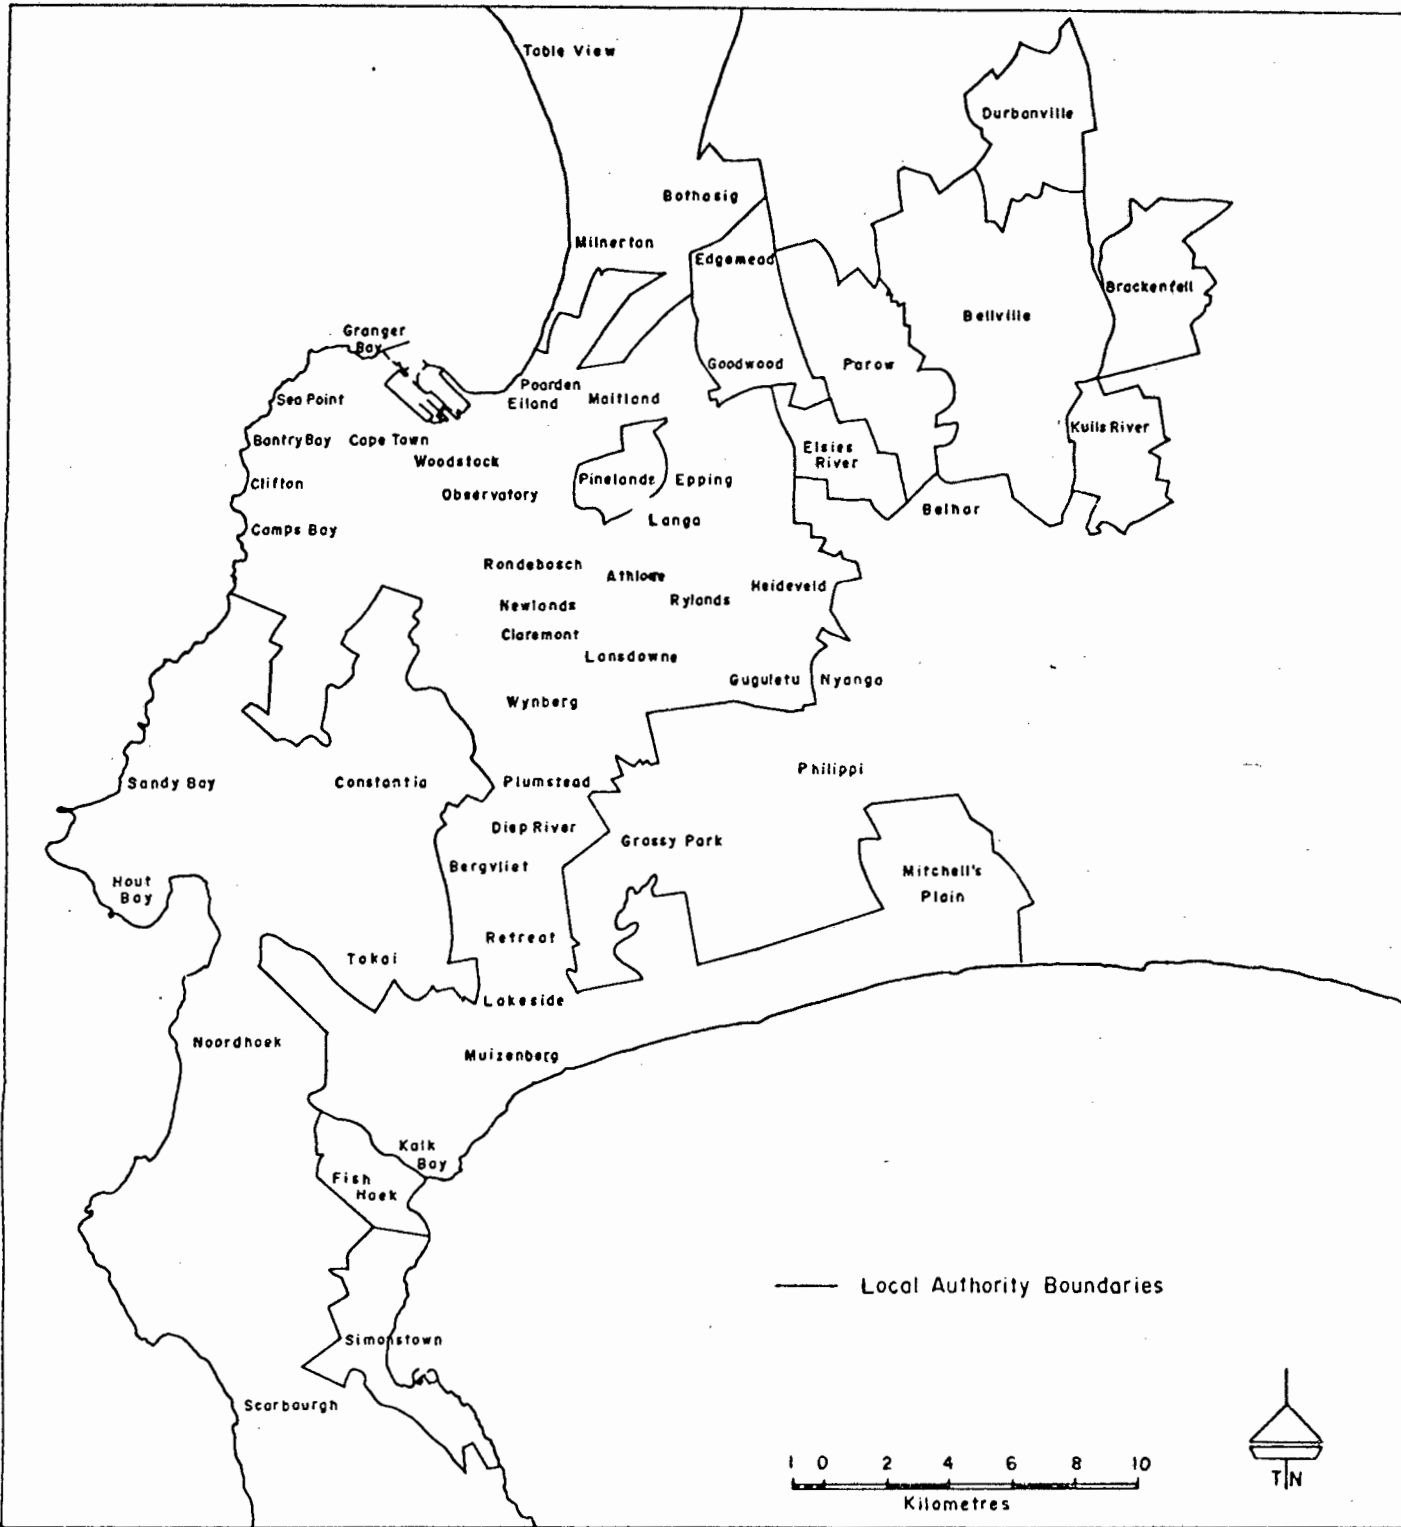 Table View
Durbanville
Bothasig
Milnerton
Edgemead
Brackenfell
Bellville
Granger
Bay
Goodwood
Parow
Paarden
Eiland
Maitland
Sea Point
Bantry Bay
Cape Town
Woodstock
Kuils River
Elsies
River
Clifton
Observatory
Pinelands
Epping
Belhar
Langa
Camps Bay
Rondebosch
Athlone
Heideveld
Newlands
Rylands
Claremont
Lansdowne
Guguletu
Nyanga
Wynberg
Philippi
Sandy Bay
Constantia
Plumstead
Diep River
Grassy Park
Bergvliet
Mitchell's
Plain
Hout
Bay
Retreat
Tokai
Lakeside
Noordhoek
Muizenberg
Kalk
Bay
Fish
Hoek
Local Authority Boundaries
Simonstown
Scarbourgh
1 0 2 4 6 8 10
Kilometres
T N